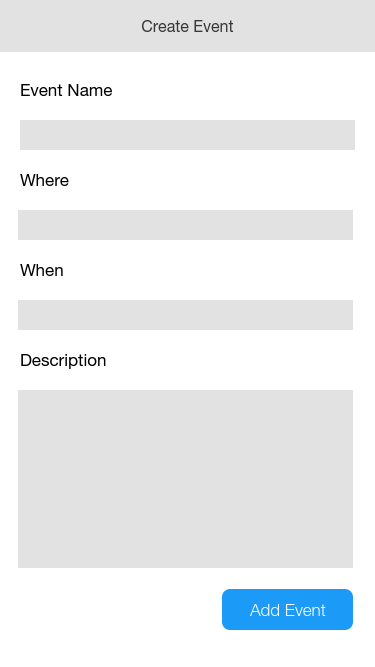 Create Event
Event Name
Where
When
Description
Add Event